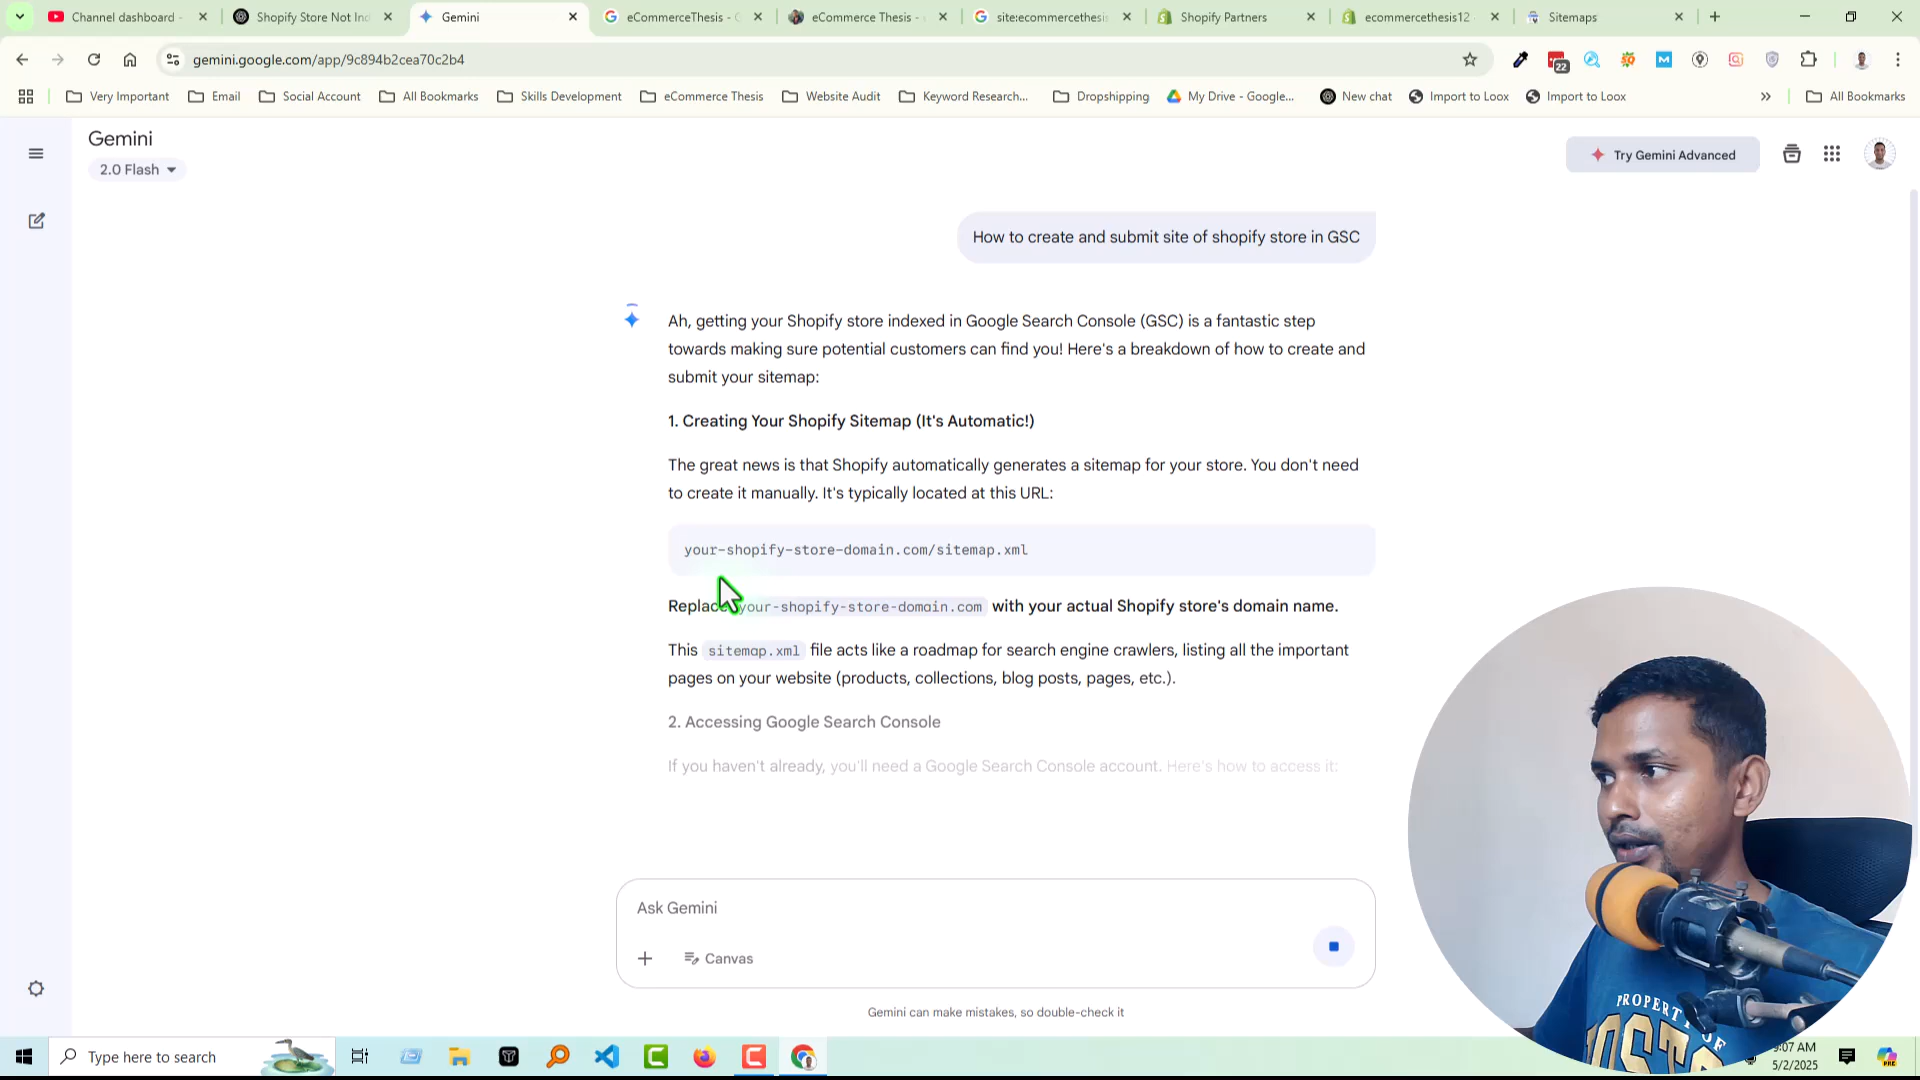 Channel dashboard -
Shopify Store Not Ind
Gemini
eCommerceThesis - G
eCommerce Thesis -
site:ecommercethesis
Shopify Partners
ecommercethesis12
Sitemaps
gemini.google.com/app/9c894b2cea70c2b4
22
Very Important
Email
Social Account
All Bookmarks
Skills Development
eCommerce Thesis
Website Audit
Keyword Research...
Dropshipping
My Drive - Google...
New chat
Import to Loox
Import to Loox
All Bookmarks
Gemini
2.0 Flash
Try Gemini Advanced
How to create and submit site of shopify store in GSC
Ah, getting your Shopify store indexed in Google Search Console (GSC) is a fantastic step
towards making sure potential customers can find you! Here's a breakdown of how to create and
submit your sitemap:
1. Creating Your Shopify Sitemap (It's Automatic!)
The great news is that Shopify automatically generates a sitemap for your store. You don't need
to create it manually. It's typically located at this URL:
your-shopify-store-domain.com/sitemap.xml
Replace your-shopify-store-domain.com with your actual Shopify store's domain name.
This sitemap.xml file acts like a roadmap for search engine crawlers, listing all the important
pages on your website (products, collections, blog posts, pages, etc.).
2. Accessing Google Search Console
If you haven't already, you'll need a Google Search Console account. Here's how to access it:
Ask Gemini
Canvas
Gemini can make mistakes, so double-check it
PROPERTY OF
Type here to search
:07 AM
5/2/2025